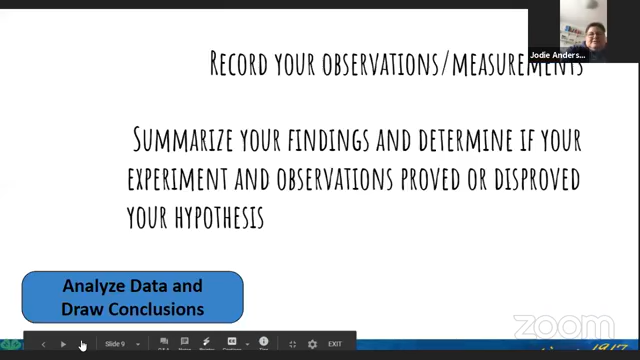 Record your observations/measurements
Jodie Anders...
Summarize your findings and determine if your
experiment and observations proved or disproved
your hypothesis
Analyze Data and
Draw Conclusions
zoom
Slide 9
EXIT
1917